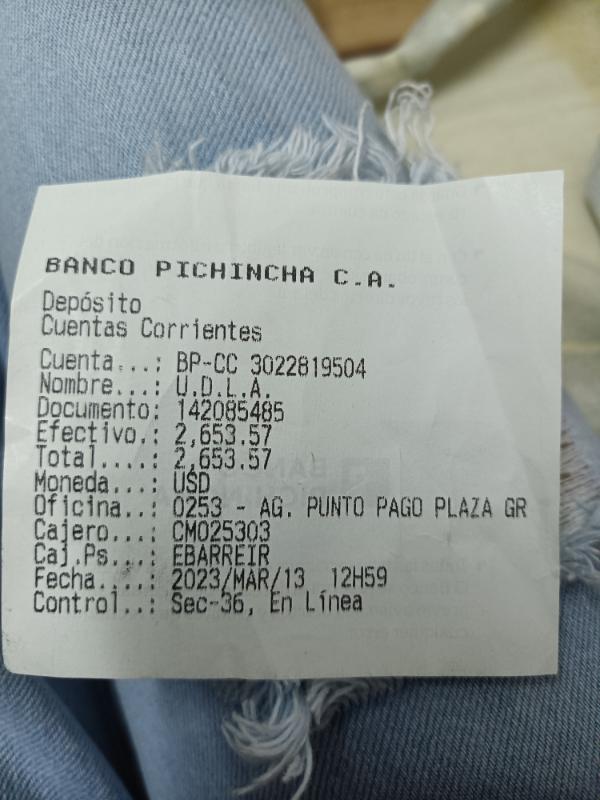 BANCO PICHINCHA C.A.
Depósito
Cuentas Corrientes
Cuenta...: BP-CC 3022819504
Nombre...: U.D.L.A.
Documento: 142085485
Efectivo.: 2,653.57
Total....: 2,653.57
Moneda...: USD
Oficina..: 0253 - AG. PUNTO PAGO PLAZA GR
Cajero...: CM025303
Caj.Ps...: EBARREIR
Fecha....: 2023/MAR/13 12H59
Control..: Sec-36, En Línea